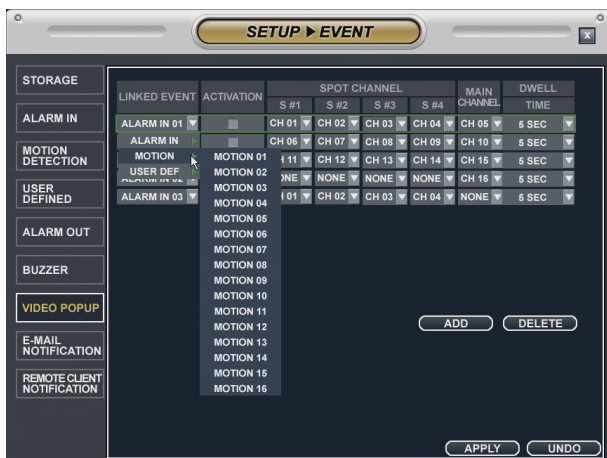 SETUP ▶ EVENT
X
STORAGE
ALARM IN
MOTION DETECTION
USER DEFINED
ALARM OUT
BUZZER
VIDEO POPUP
E-MAIL NOTIFICATION
REMOTE CLIENT NOTIFICATION
LINKED EVENT ACTIVATION SPOT CHANNEL MAIN CHANNEL DWELL TIME
S #1 S #2 S #3 S #4
ALARM IN 01 CH 01 CH 02 CH 03 CH 04 CH 05 5 SEC
ALARM IN CH 06 CH 07 CH 08 CH 09 CH 10 5 SEC
MOTION MOTION 01 11 CH 12 CH 13 CH 14 CH 15 5 SEC
USER DEF MOTION 02 ONE NONE NONE NONE CH 16 5 SEC
ALARM IN 03 MOTION 03 01 CH 02 CH 03 CH 04 NONE 5 SEC
MOTION 04
MOTION 05
MOTION 06
MOTION 07
MOTION 08
MOTION 09
MOTION 10
MOTION 11
MOTION 12
MOTION 13
MOTION 14
MOTION 15
MOTION 16
ADD DELETE
APPLY UNDO